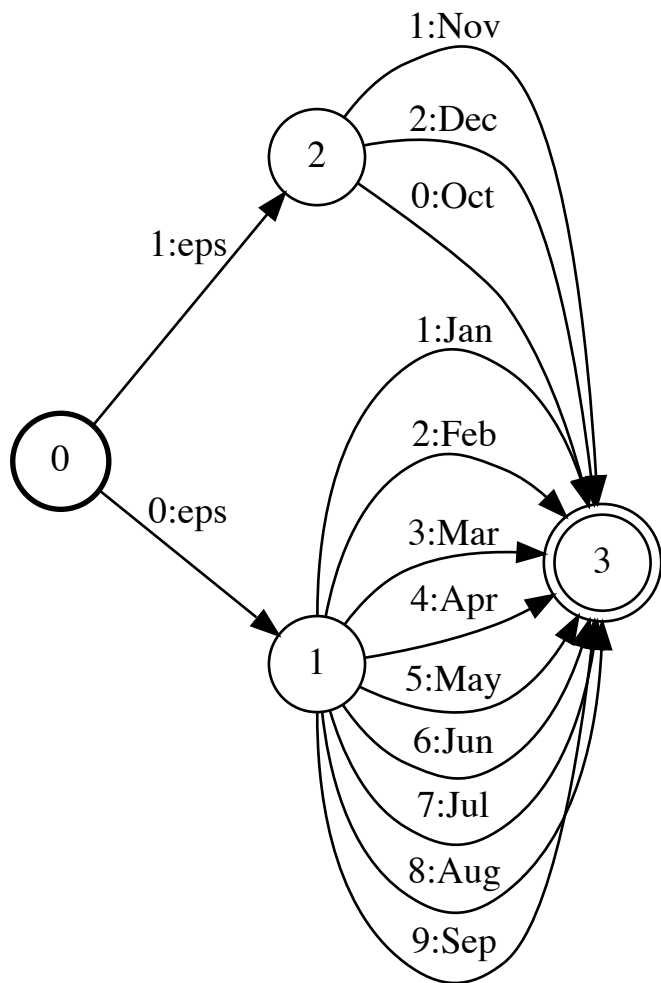 1:Nov
2:Dec
2
0:Oct
1:eps
1:Jan
2:Feb
0
0:eps
3:Mar
3
4:Apr
1
5:May
6:Jun
7:Jul
8:Aug
9:Sep